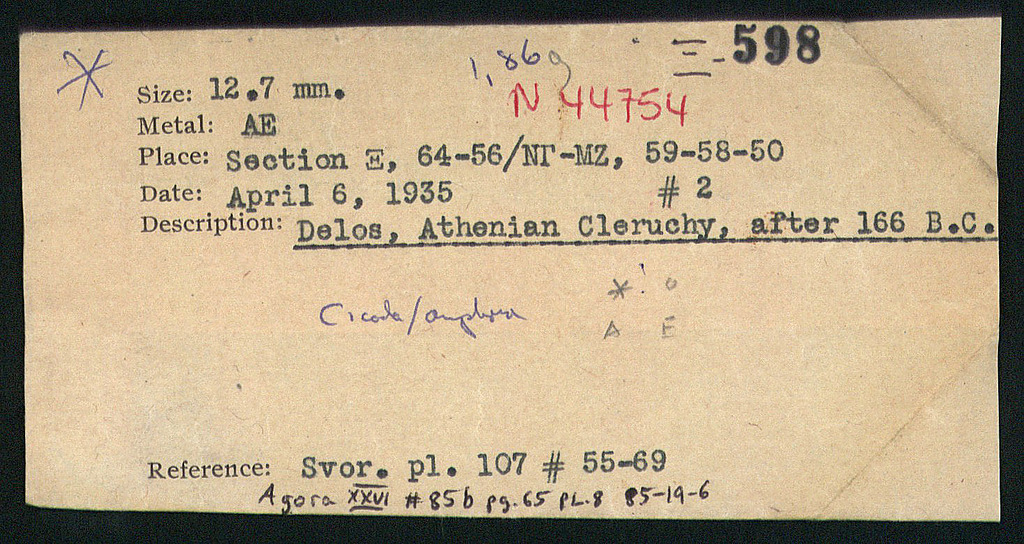 * 1,86g Ξ-598
Size: 12.7 mm.
N 44754
Metal: AE
Place: Section Ξ, 64-56/ΝΓ-ΜΖ, 59-58-50
Date: April 6, 1935 # 2
Description: Delos, Athenian Cleruchy, after 166 B.C.
Cicada/amphora
A E
Reference: Svor. pl. 107 # 55-69
Agora XXVI #85b pg.65 PL.8 85-19-6